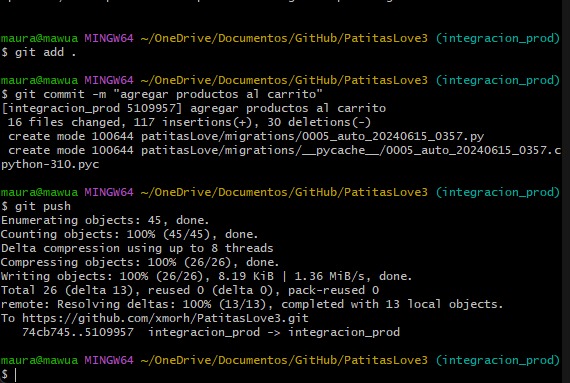 maura@mawua MINGW64 ~/OneDrive/Documentos/GitHub/PatitasLove3 (integracion_prod)
$ git add .
maura@mawua MINGW64 ~/OneDrive/Documentos/GitHub/PatitasLove3 (integracion_prod)
$ git commit -m "agregar productos al carrito"
[integracion_prod 5109957] agregar productos al carrito
 16 files changed, 117 insertions(+), 30 deletions(-)
 create mode 100644 patitasLove/migrations/0005_auto_20240615_0357.py
 create mode 100644 patitasLove/migrations/__pycache__/0005_auto_20240615_0357.c
python-310.pyc
maura@mawua MINGW64 ~/OneDrive/Documentos/GitHub/PatitasLove3 (integracion_prod)
$ git push
Enumerating objects: 45, done.
Counting objects: 100% (45/45), done.
Delta compression using up to 8 threads
Compressing objects: 100% (26/26), done.
Writing objects: 100% (26/26), 8.19 KiB | 1.36 MiB/s, done.
Total 26 (delta 13), reused 0 (delta 0), pack-reused 0
remote: Resolving deltas: 100% (13/13), completed with 13 local objects.
To https://github.com/xmorh/PatitasLove3.git
   74cb745..5109957  integracion_prod -> integracion_prod
maura@mawua MINGW64 ~/OneDrive/Documentos/GitHub/PatitasLove3 (integracion_prod)
$